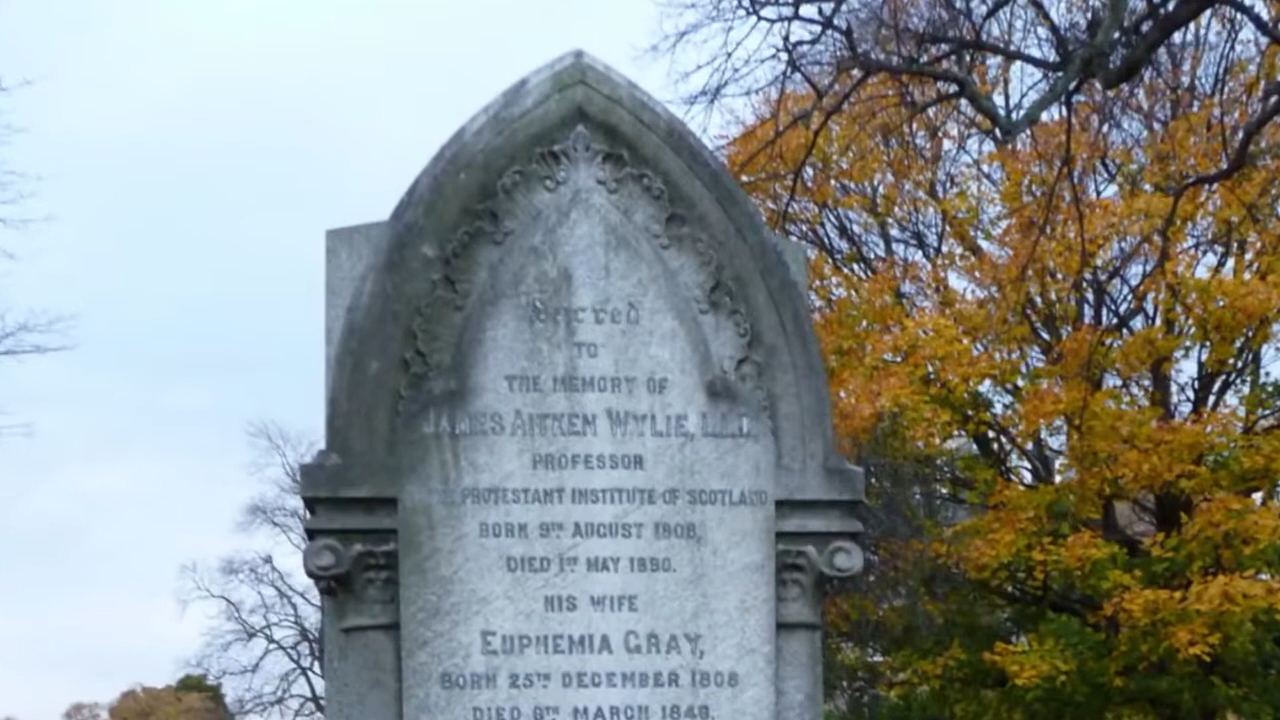 Sacred
TO
THE MEMORY OF
JAMES AITKEN WYLIE, LL.D.
PROFESSOR
PROTESTANT INSTITUTE OF SCOTLAND
BORN 9TH AUGUST 1808,
DIED 1ST MAY 1890.
HIS WIFE
EUPHEMIA GRAY,
BORN 25TH DECEMBER 1808
DIED MARCH